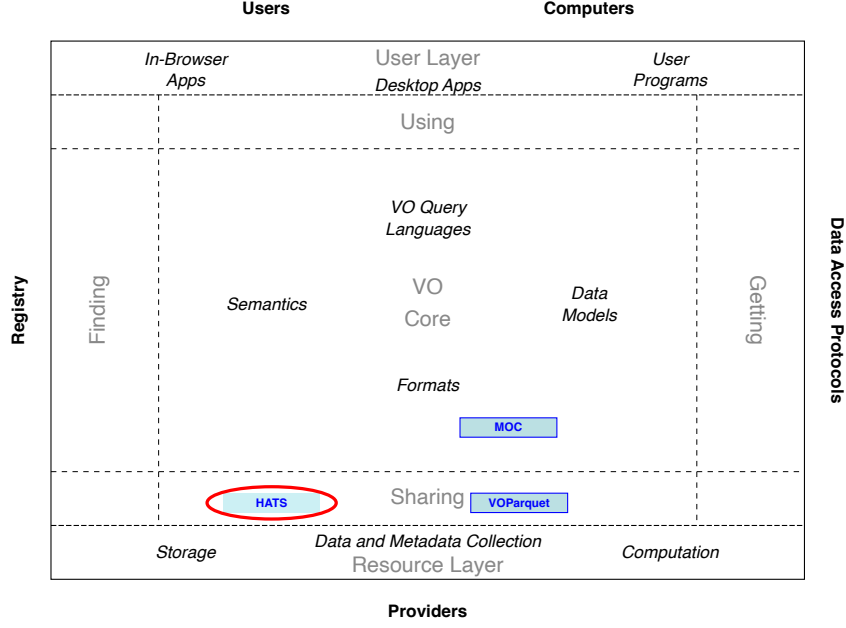 Users
Computers
In-Browser
Apps
User Layer
Desktop Apps
User
Programs
Using
VO Query
Languages
Registry
Finding
Semantics
VO
Core
Data
Models
Getting
Data Access Protocols
Formats
MOC
HATS
Sharing
VOParquet
Storage
Data and Metadata Collection
Resource Layer
Computation
Providers